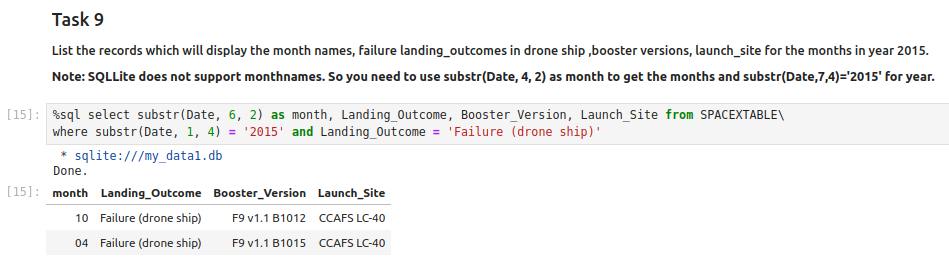 Task 9
List the records which will display the month names, failure landing_outcomes in drone ship ,booster versions, launch_site for the months in year 2015.
Note: SQLLite does not support monthnames. So you need to use substr(Date, 4, 2) as month to get the months and substr(Date,7,4)='2015' for year.
[15]: %sql select substr(Date, 6, 2) as month, Landing_Outcome, Booster_Version, Launch_Site from SPACEXTABLE\
where substr(Date, 1, 4) = '2015' and Landing_Outcome = 'Failure (drone ship)'
* sqlite:///my_data1.db
Done.
[15]: month Landing_Outcome Booster_Version Launch_Site
10 Failure (drone ship) F9 v1.1 B1012 CCAFS LC-40
04 Failure (drone ship) F9 v1.1 B1015 CCAFS LC-40